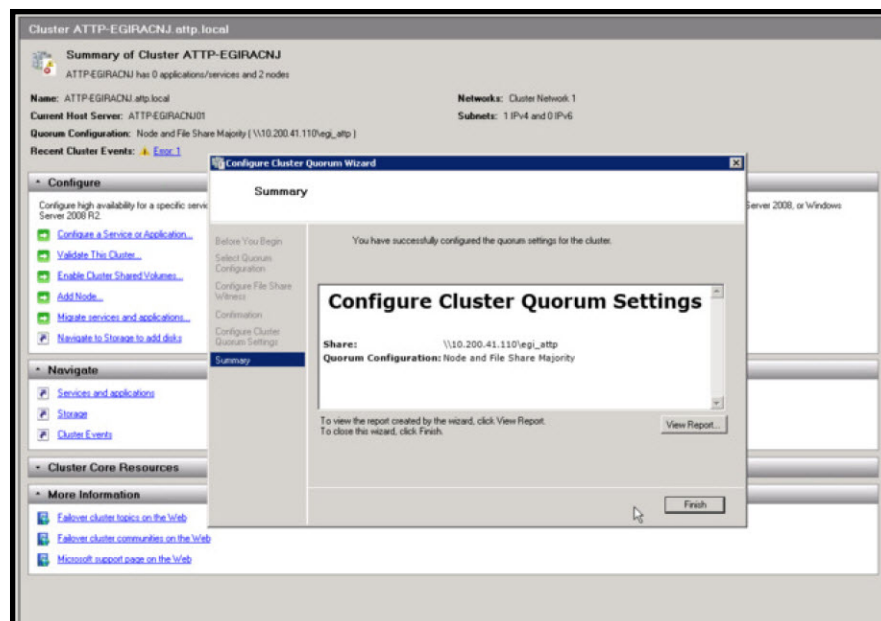 Cluster ATTP-EGIRACNJ.attp.local
Summary of Cluster ATTP-EGIRACNJ
ATTP-EGIRACNJ has 0 applications/services and 2 nodes
Name: ATTP-EGIRACNJ.attp.local
Networks: Cluster Network 1
Current Host Server: ATTP-EGIRACNJ01
Subnets: 1 IPv4 and 0 IPv6
Quorum Configuration: Node and File Share Majority (\\10.200.41.110\egi_attp )
Recent Cluster Events: Error: 1
Configure
Configure high availability for a specific servic
Server 2008, or Windows
Server 2008 R2.
Configure a Service or Application...
Validate This Cluster...
Enable Cluster Shared Volumes...
Add Node...
Migrate services and applications...
Navigate to Storage to add disks
Navigate
Services and applications
Storage
Cluster Events
Cluster Core Resources
More Information
Failover cluster topics on the Web
Failover cluster communities on the Web
Microsoft support page on the Web
Configure Cluster Quorum Wizard
Summary
Before You Begin
Select Quorum
Configuration
Configure File Share
Witness
Confirmation
Configure Cluster
Quorum Settings
Summary
You have successfully configured the quorum settings for the cluster.
Configure Cluster Quorum Settings
Share: \\10.200.41.110\egi_attp
Quorum Configuration: Node and File Share Majority
To view the report created by the wizard, click View Report.
To close this wizard, click Finish.
View Report...
Finish